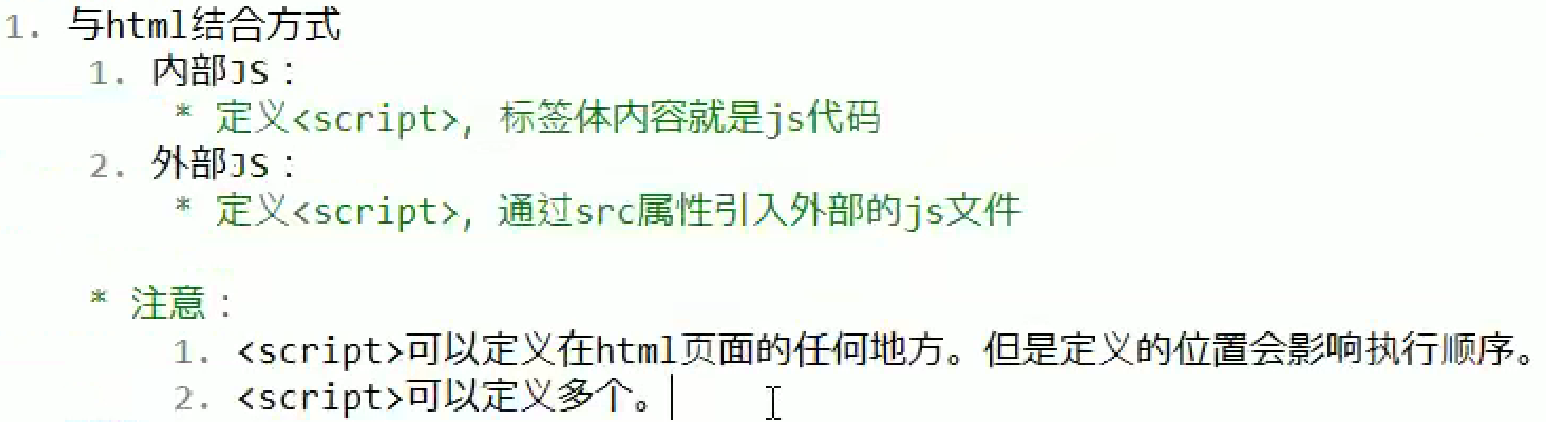 1. 与html结合方式
1. 内部JS：
* 定义<script>，标签体内容就是js代码
2. 外部JS：
* 定义<script>，通过src属性引入外部的js文件
* 注意：
1. <script>可以定义在html页面的任何地方。但是定义的位置会影响执行顺序。
2. <script>可以定义多个。